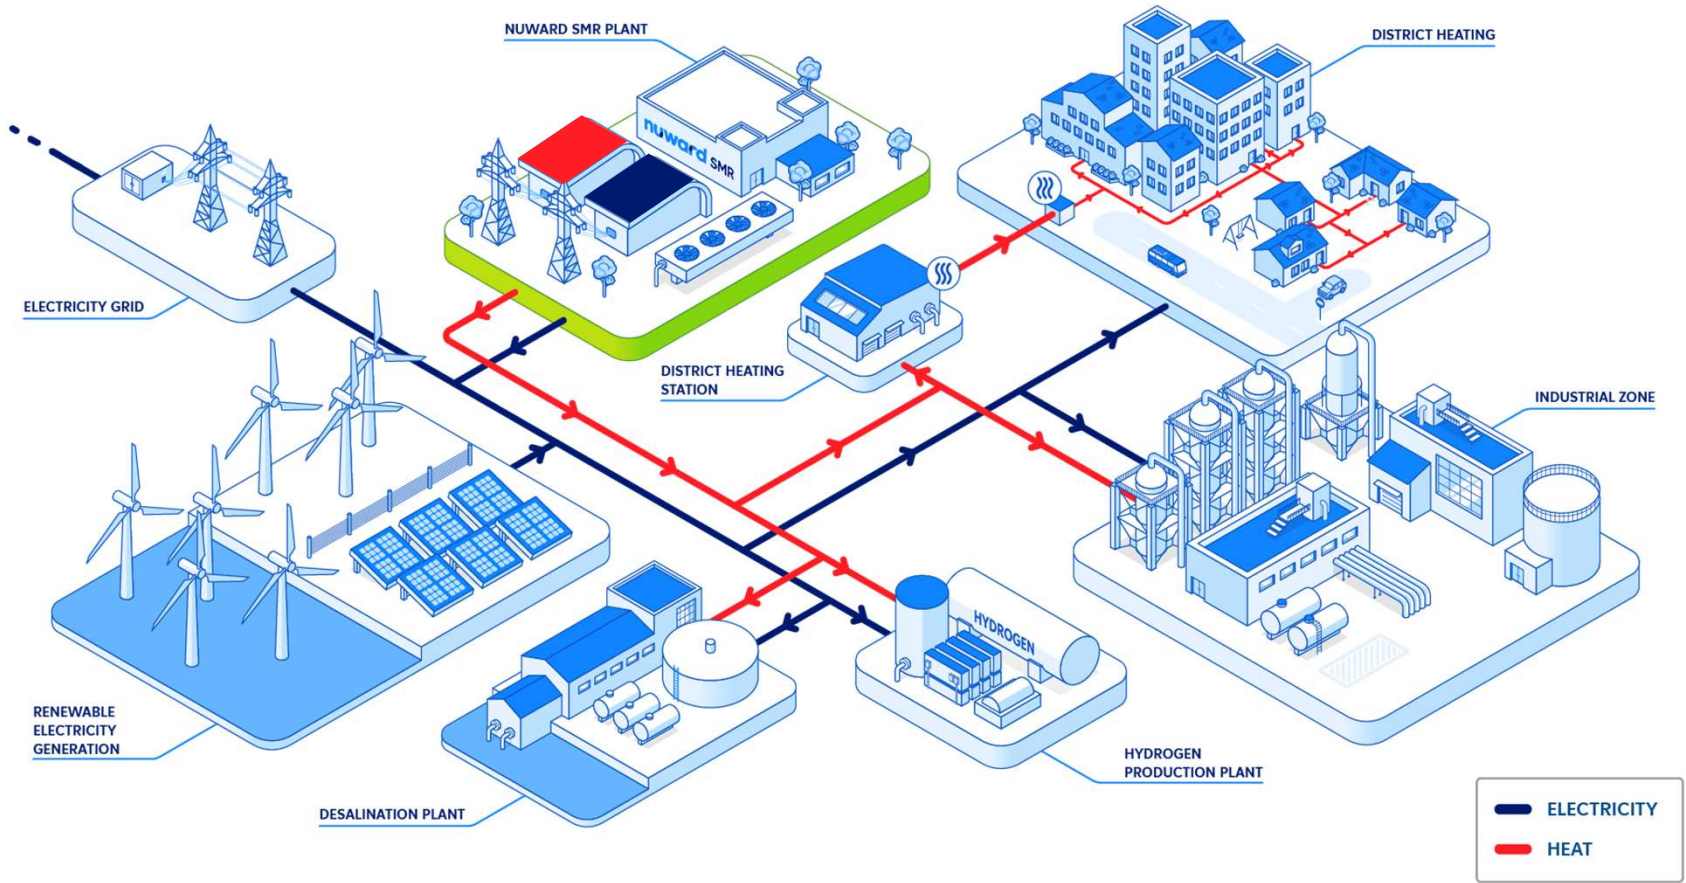 NUWARD SMR PLANT
DISTRICT HEATING
nuward SMR
ELECTRICITY GRID
DISTRICT HEATING
STATION
INDUSTRIAL ZONE
HYDROGEN
RENEWABLE
ELECTRICITY
GENERATION
HYDROGEN
PRODUCTION PLANT
DESALINATION PLANT
ELECTRICITY
HEAT